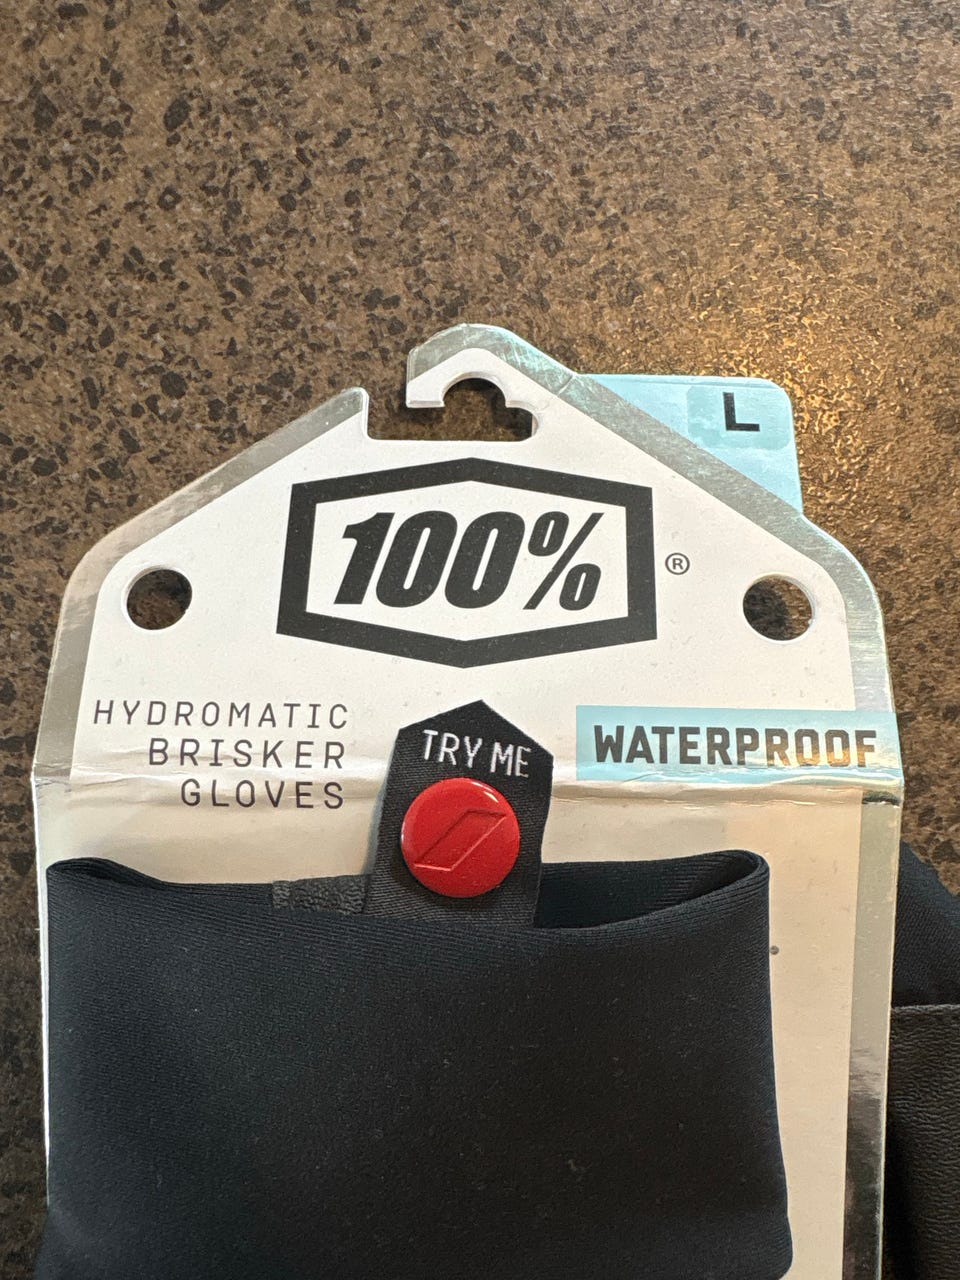 L
100%
®
HYDROMATIC
BRISKER
GLOVES
TRY ME
WATERPROOF